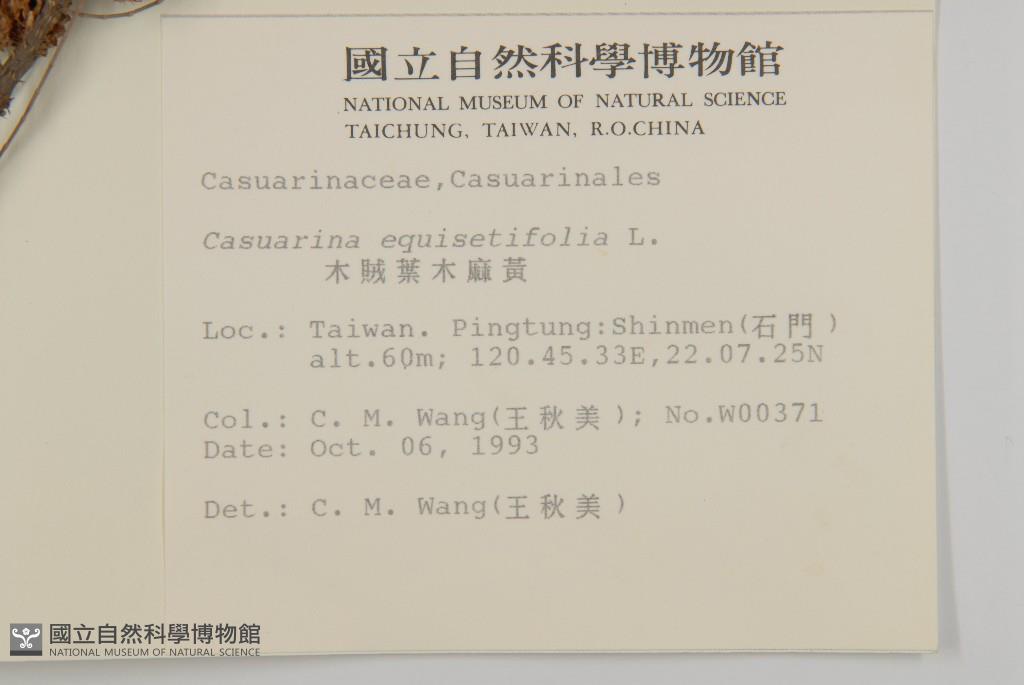 國立自然科學博物館
NATIONAL MUSEUM OF NATURAL SCIENCE
TAICHUNG, TAIWAN, R.O.CHINA
Casuarinaceae,Casuarinales
Casuarina equisetifolia L.
木賊葉木麻黃
Loc.: Taiwan. Pingtung:Shinmen(石門)
alt.60m; 120.45.33E,22.07.25N
Col.: C. M. Wang(王秋美); No.W00371
Date: Oct. 06, 1993
Det.: C. M. Wang(王秋美)
國立自然科學博物館
NATIONAL MUSEUM OF NATURAL SCIENCE